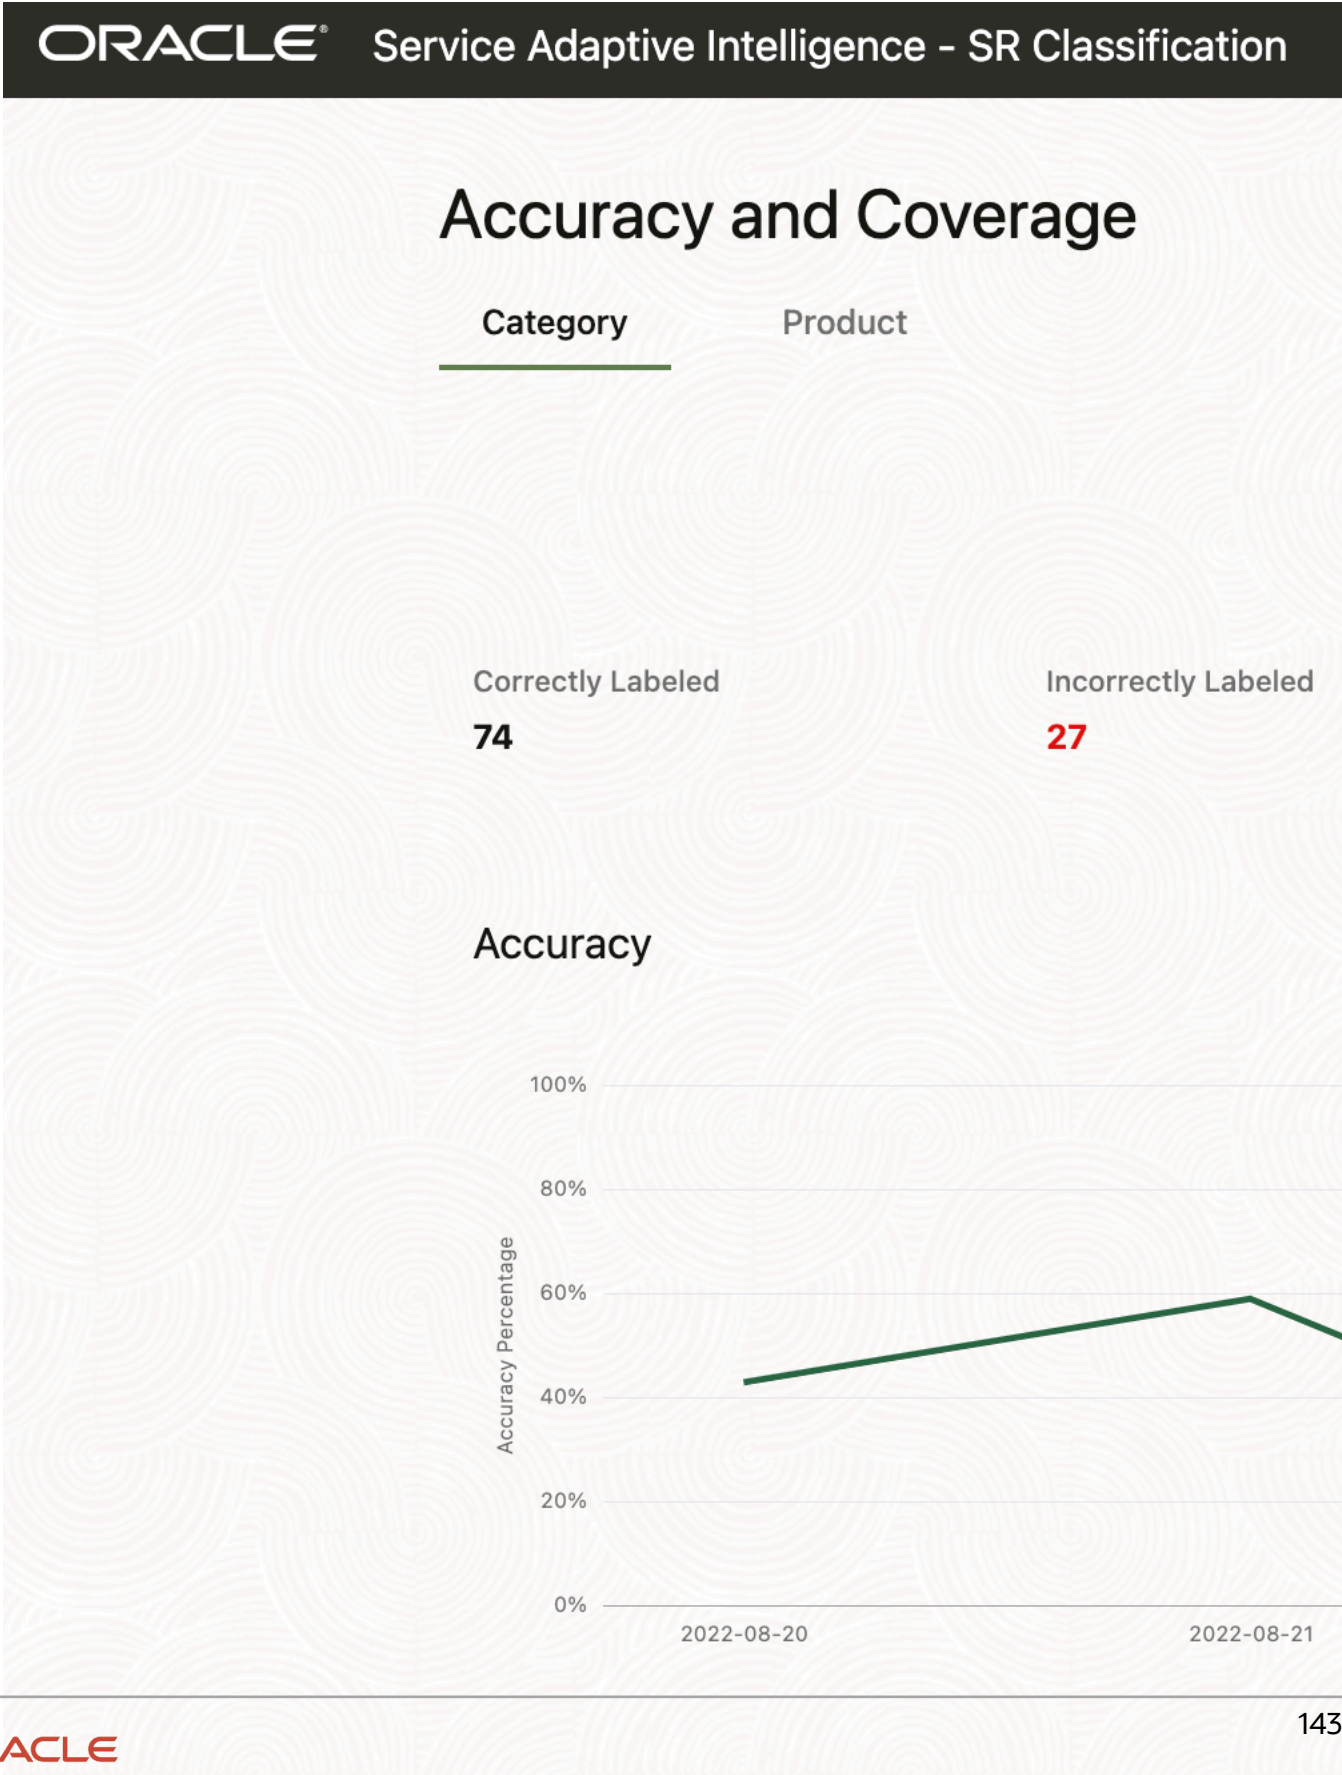 ORACLE® Service Adaptive Intelligence - SR Classification
Accuracy and Coverage
Category Product
Correctly Labeled Incorrectly Labeled
74 27
Accuracy
100%
80%
60%
40%
20%
0%
Accuracy Percentage
2022-08-20 2022-08-21
143
ACLE